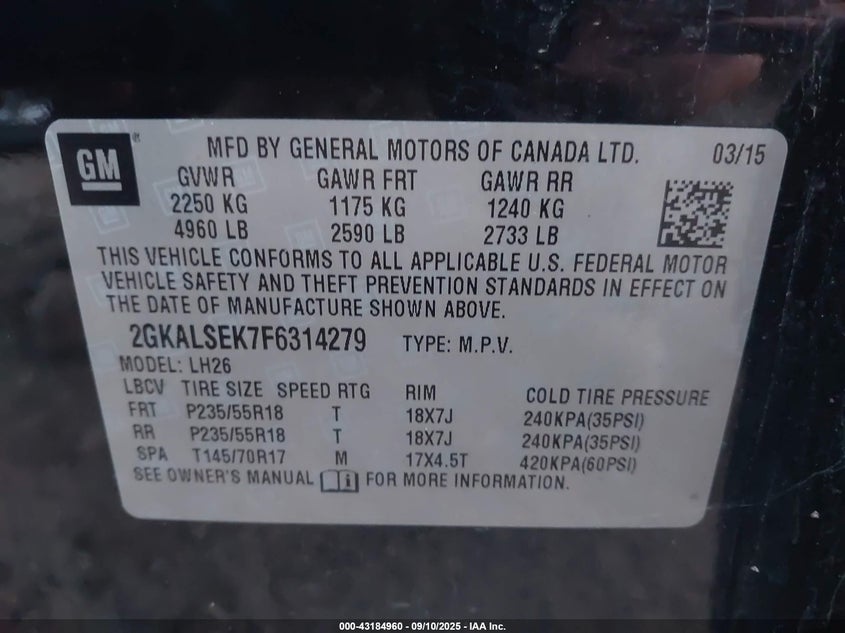 GM MFD BY GENERAL MOTORS OF CANADA LTD. 03/15
GVWR GAWR FRT GAWR RR
2250 KG 1175 KG 1240 KG
4960 LB 2590 LB 2733 LB
THIS VEHICLE CONFORMS TO ALL APPLICABLE U.S. FEDERAL MOTOR
VEHICLE SAFETY AND THEFT PREVENTION STANDARDS IN EFFECT ON
THE DATE OF MANUFACTURE SHOWN ABOVE.
2GKALSEK7F6314279 TYPE: M.P.V.
MODEL: LH26
LBCV TIRE SIZE SPEED RTG RIM COLD TIRE PRESSURE
FRT P235/55R18 T 18X7J 240KPA(35PSI)
RR P235/55R18 T 18X7J 240KPA(35PSI)
SPA T145/70R17 M 17X4.5T 420KPA(60PSI)
SEE OWNER'S MANUAL i FOR MORE INFORMATION.
000-43184960 - 09/10/2025 - IAA Inc.